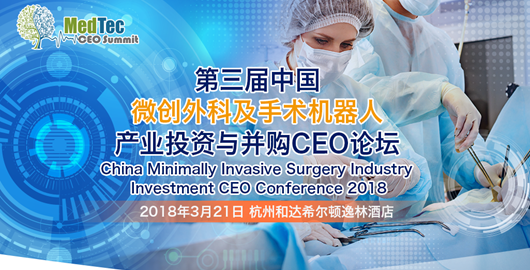 MedTec
CEO Summit
第三届中国
微创外科及手术机器人
产业投资与并购CEO论坛
China Minimally Invasive Surgery Industry
Investment CEO Conference 2018
2018年3月21日 杭州和达希尔顿逸林酒店